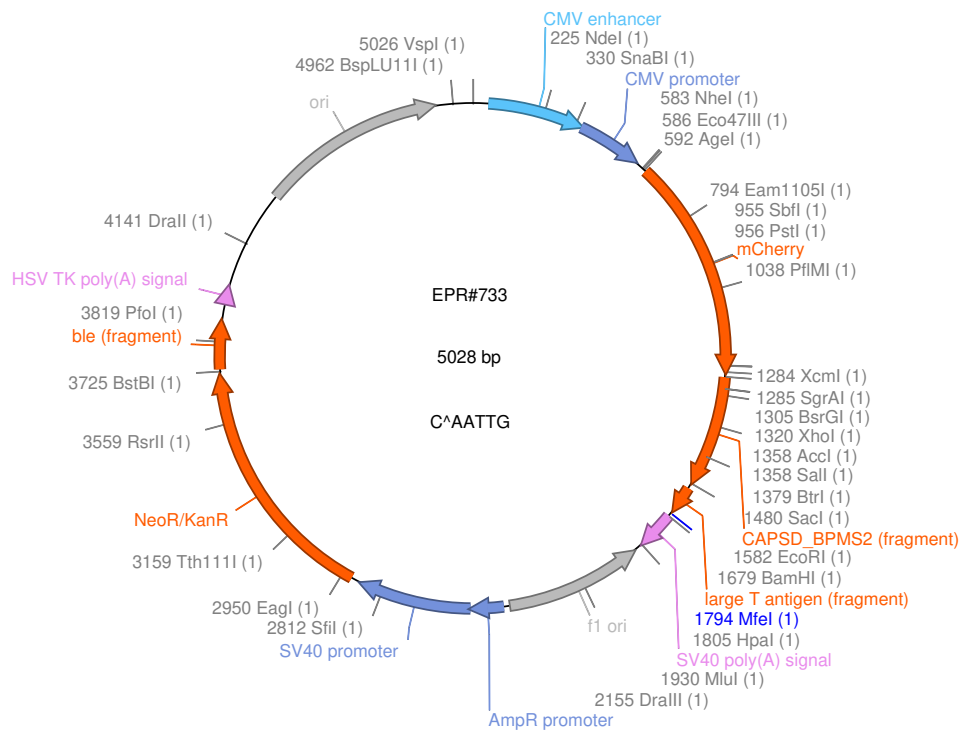 CMV enhancer
225 NdeI (1)
330 SnaBI (1)
CMV promoter
583 NheI (1)
586 Eco47III (1)
592 AgeI (1)
794 Eam1105I (1)
955 SbfI (1)
956 PstI (1)
mCherry
1038 PflMI (1)
1284 XcmI (1)
1285 SgrAI (1)
1305 BsrGI (1)
1320 XhoI (1)
1358 AccI (1)
1358 SalI (1)
1379 BtrI (1)
1480 SacI (1)
CAPSD_BPMS2 (fragment)
1582 EcoRI (1)
1679 BamHI (1)
large T antigen (fragment)
1794 MfeI (1)
1805 HpaI (1)
SV40 poly(A) signal
1930 MluI (1)
2155 DraIII (1)
f1 ori
AmpR promoter
SV40 promoter
2812 SfiI (1)
2950 EagI (1)
3159 Tth111I (1)
NeoR/KanR
3559 RsrII (1)
3725 BstBI (1)
ble (fragment)
3819 PfoI (1)
HSV TK poly(A) signal
4141 DraII (1)
ori
4962 BspLU11I (1)
5026 VspI (1)
EPR#733
5028 bp
C^AATTG